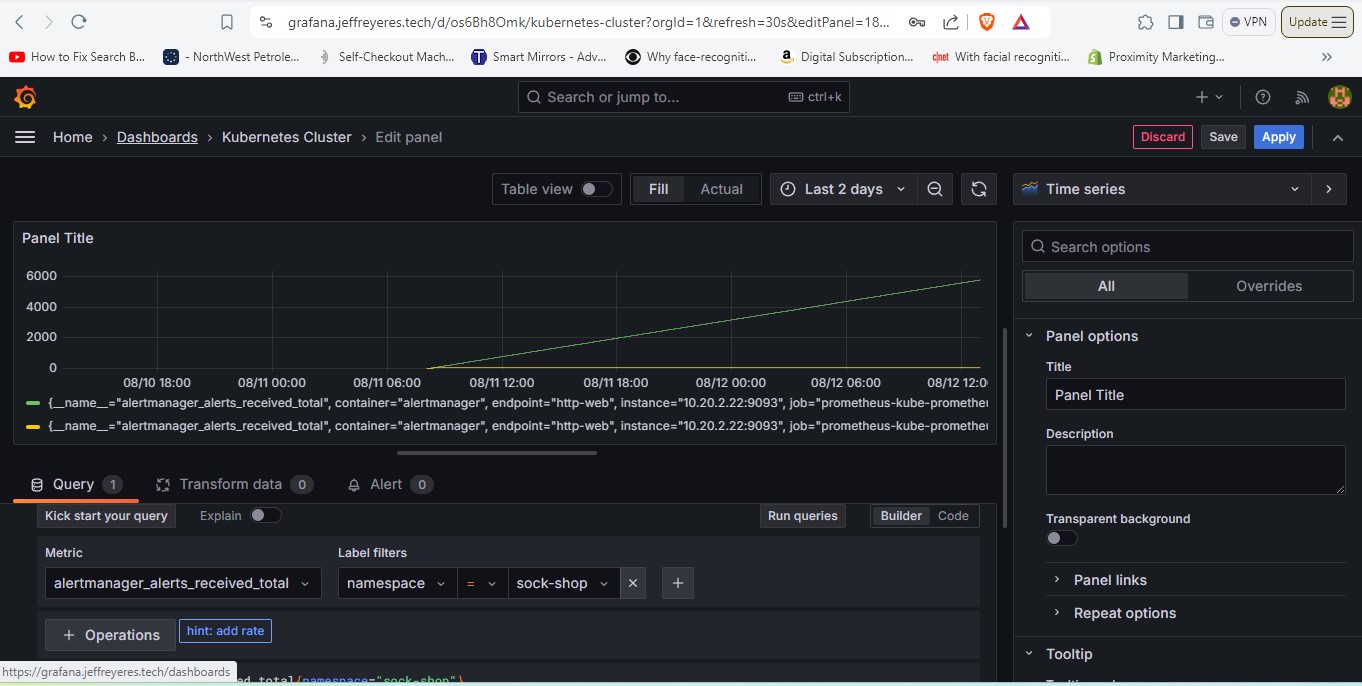 grafana.jeffreyeres.tech/d/os6Bh8Omk/kubernetes-cluster?orgId=1&refresh=30s&editPanel=18...
VPN
Update
How to Fix Search B...
- NorthWest Petrole...
Self-Checkout Mach...
Smart Mirrors - Adv...
Why face-recogniti...
Digital Subscription...
With facial recogniti...
Proximity Marketing...
»
Search or jump to...
ctrl+k
Home › Dashboards › Kubernetes Cluster › Edit panel
Discard
Save
Apply
Table view
Fill
Actual
Last 2 days
Time series
Panel Title
6000
4000
2000
0
08/10 18:00 08/11 00:00 08/11 06:00 08/11 12:00 08/11 18:00 08/12 00:00 08/12 06:00 08/12 12:0
{__name__="alertmanager_alerts_received_total", container="alertmanager", endpoint="http-web", instance="10.20.2.22:9093", job="prometheus-kube-promethe
{__name__="alertmanager_alerts_received_total", container="alertmanager", endpoint="http-web", instance="10.20.2.22:9093", job="prometheus-kube-promethe
Query 1
Transform data 0
Alert 0
Kick start your query
Explain
Run queries
Builder
Code
Metric
Label filters
alertmanager_alerts_received_total
namespace
=
sock-shop
+ Operations
hint: add rate
ed_total{namespace="sock-shop"}
https://grafana.jeffreyeres.tech/dashboards
Search options
All
Overrides
Panel options
Title
Panel Title
Description
Transparent background
Panel links
Repeat options
Tooltip